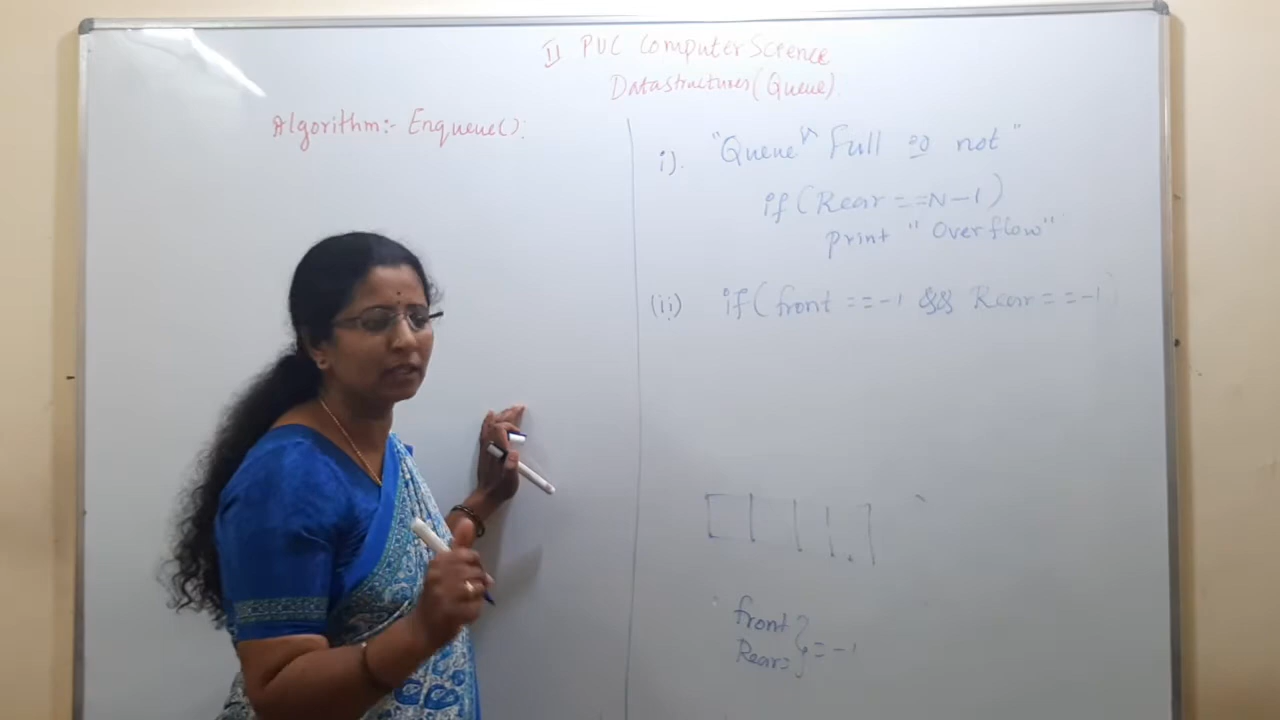 II PUC Computer Science
Datastructures (Queue)
Algorithm:- Enqueue():
i). "Queue Full or not"
if (Rear == N-1)
print "Overflow"
(ii) if (front == -1 && Rear == -1)
front
Rear } = -1